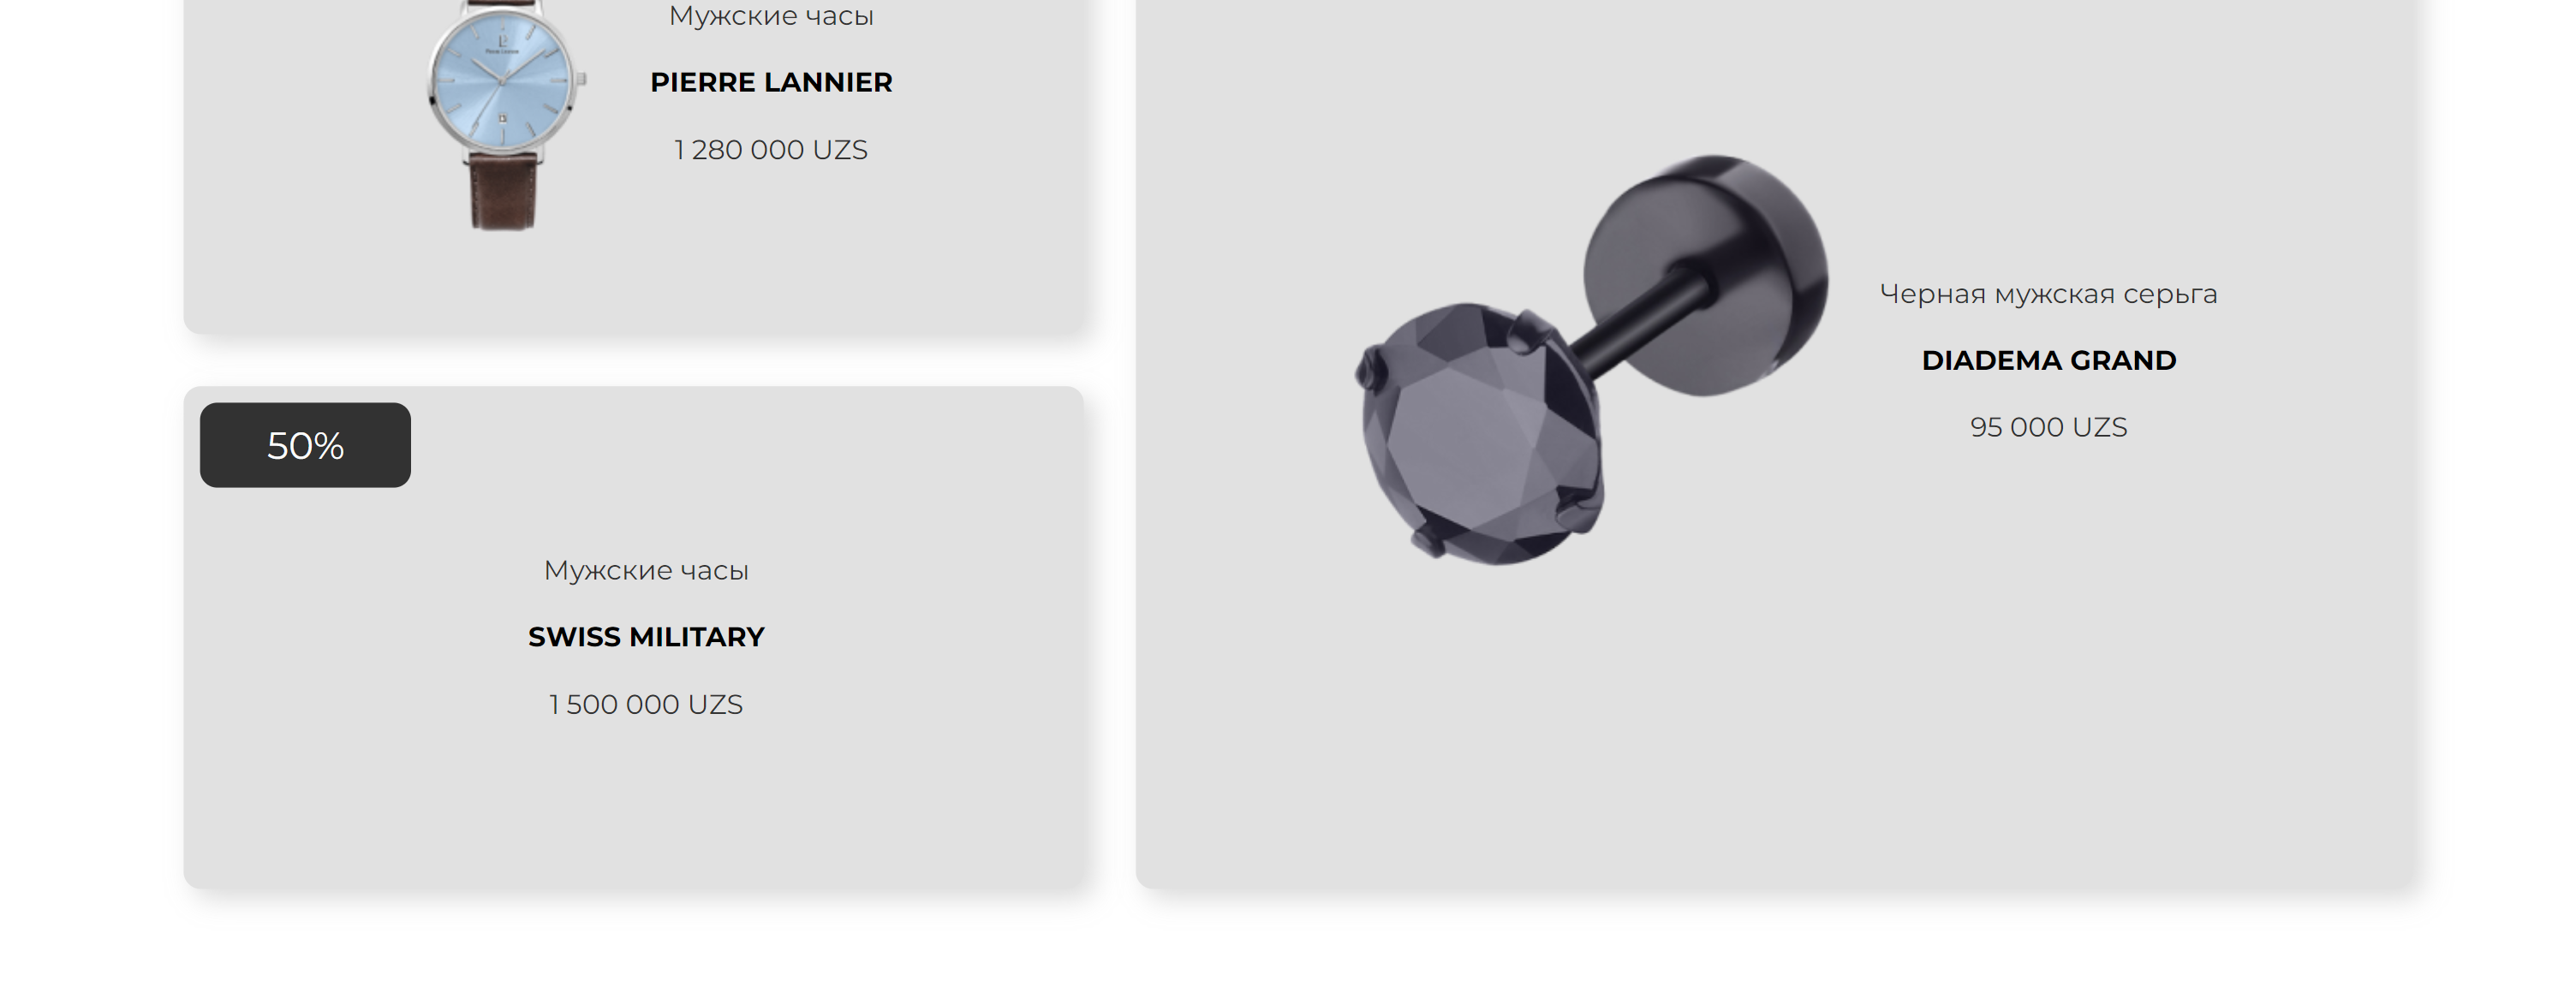 Мужские часы
PIERRE LANNIER
1 280 000 UZS
50%
Мужские часы
SWISS MILITARY
1 500 000 UZS
Черная мужская серьга
DIADEMA GRAND
95 000 UZS